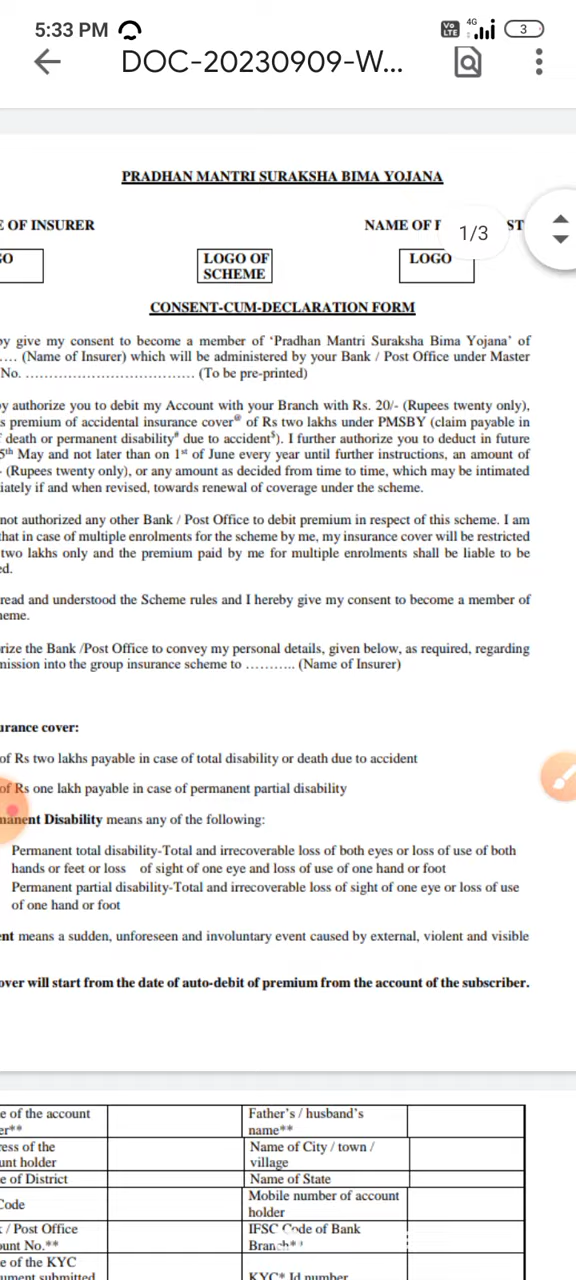 5:33 PM
Vo LTE 4G 3
DOC-20230909-W...
PRADHAN MANTRI SURAKSHA BIMA YOJANA
OF INSURER NAME OF
1/3
ST
LOGO OF
SCHEME
LOGO
CONSENT-CUM-DECLARATION FORM
give my consent to become a member of ‘Pradhan Mantri Suraksha Bima Yojana’ of
.... (Name of Insurer) which will be administered by your Bank / Post Office under Master
No. ................................... (To be pre-printed)
authorize you to debit my Account with your Branch with Rs. 20/- (Rupees twenty only),
premium of accidental insurance cover@ of Rs two lakhs under PMSBY (claim payable in
death or permanent disability# due to accident$). I further authorize you to deduct in future
5th May and not later than on 1st of June every year until further instructions, an amount of
- (Rupees twenty only), or any amount as decided from time to time, which may be intimated
iately if and when revised, towards renewal of coverage under the scheme.
not authorized any other Bank / Post Office to debit premium in respect of this scheme. I am
that in case of multiple enrolments for the scheme by me, my insurance cover will be restricted
two lakhs only and the premium paid by me for multiple enrolments shall be liable to be
ed.
read and understood the Scheme rules and I hereby give my consent to become a member of
eme.
rize the Bank /Post Office to convey my personal details, given below, as required, regarding
mission into the group insurance scheme to .......... (Name of Insurer)
urance cover:
of Rs two lakhs payable in case of total disability or death due to accident
of Rs one lakh payable in case of permanent partial disability
manent Disability means any of the following:
Permanent total disability-Total and irrecoverable loss of both eyes or loss of use of both
hands or feet or loss of sight of one eye and loss of use of one hand or foot
Permanent partial disability-Total and irrecoverable loss of sight of one eye or loss of use
of one hand or foot
ent means a sudden, unforeseen and involuntary event caused by external, violent and visible
over will start from the date of auto-debit of premium from the account of the subscriber.
e of the account
er**
Father’s / husband’s
name**
ress of the
unt holder
Name of City / town /
village
e of District
Name of State
Code
Mobile number of account
holder
/ Post Office
ount No.**
IFSC Code of Bank
Branch**
e of the KYC
ument submitted
KYC* Id number